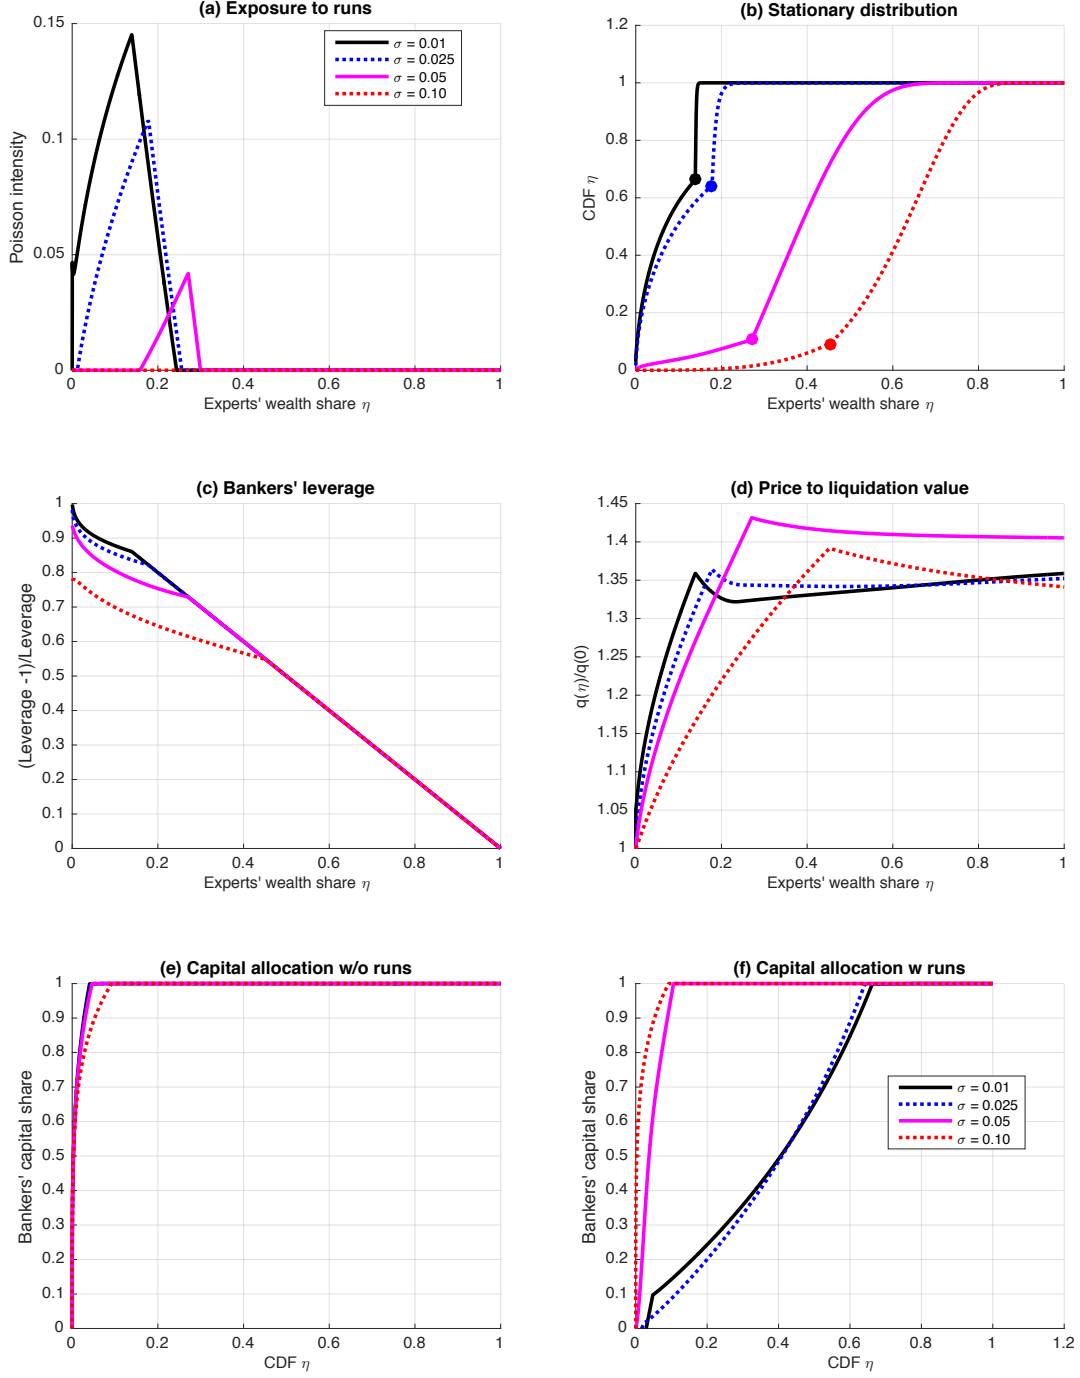 (a) Exposure to runs
0.15
0.1
0.05
0
Poisson intensity
σ = 0.01
σ = 0.025
σ = 0.05
σ = 0.10
0 0.2 0.4 0.6 0.8 1
Experts' wealth share η
(b) Stationary distribution
1.2
1
0.8
0.6
0.4
0.2
0
CDF η
0 0.2 0.4 0.6 0.8 1
Experts' wealth share η
(c) Bankers' leverage
1
0.9
0.8
0.7
0.6
0.5
0.4
0.3
0.2
0.1
0
(Leverage -1)/Leverage
0 0.2 0.4 0.6 0.8 1
Experts' wealth share η
(d) Price to liquidation value
1.45
1.4
1.35
1.3
1.25
1.2
1.15
1.1
1.05
1
q(η)/q(0)
0 0.2 0.4 0.6 0.8 1
Experts' wealth share η
(e) Capital allocation w/o runs
1
0.9
0.8
0.7
0.6
0.5
0.4
0.3
0.2
0.1
0
Bankers' capital share
0 0.2 0.4 0.6 0.8 1
CDF η
(f) Capital allocation w runs
1
0.9
0.8
0.7
0.6
0.5
0.4
0.3
0.2
0.1
0
Bankers' capital share
σ = 0.01
σ = 0.025
σ = 0.05
σ = 0.10
0 0.2 0.4 0.6 0.8 1 1.2
CDF η